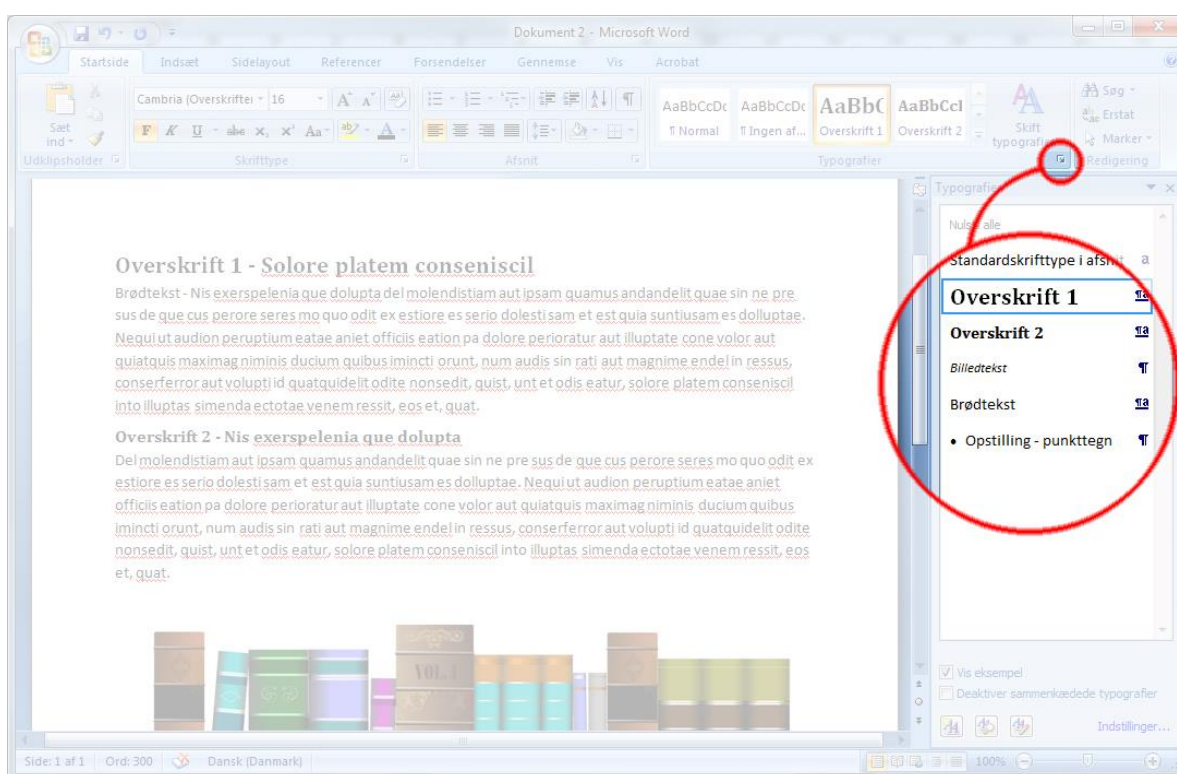 Dokument 2 - Microsoft Word
Startside Indsæt Sidelayout Referencer Forsendelser Gennemse Vis Acrobat
Sæt ind
Cambria (Overskrifter 16
F K U abc
AaBbCcDc AaBbCcDc AaBbC AaBbCcI
¶ Normal ¶ Ingen af... Overskrift 1 Overskrift 2
Skift
typografier
Søg
Erstat
Marker
Udklipsholder Skrifttype Afsnit Typografier Redigering
Overskrift 1 - Solore platem conseniscil
Brødtekst - Nis exerspelenia que dolupta del molendistiam aut ipsam quamus andandelit quae sin ne pre
sus de que cus perore seres mo quo odit ex estiore es serio dolesti sam et est quia suntiusam es dolluptae.
Nequi ut audion peruptium eatae aniet officiis eation pa dolore perioratur aut illuptate cone volor aut
quiatquis maximag niminis ducium quibus imincti orunt, num audis sin rati aut magnime endel in ressus,
conserferror aut volupti id quatquidelit odite nonsedit, quist, unt et odis eatur, solore platem conseniscil
into illuptas simenda ectotae venem ressit, eos et, quat.
Overskrift 2 - Nis exerspelenia que dolupta
Del molendistiam aut ipsam quamus andandelit quae sin ne pre sus de que cus perore seres mo quo odit ex
estiore es serio dolesti sam et est quia suntiusam es dolluptae. Nequi ut audion peruptium eatae aniet
officiis eation pa dolore perioratur aut illuptate cone volor aut quiatquis maximag niminis ducium quibus
imincti orunt, num audis sin rati aut magnime endel in ressus, conserferror aut volupti id quatquidelit odite
nonsedit, quist, unt et odis eatur, solore platem conseniscil into illuptas simenda ectotae venem ressit, eos
et, quat.
VOL.I
Typografier
Nulstil alle
Standardskrifttype i afsnit a
Overskrift 1 ¶a
Overskrift 2 ¶a
Billedtekst ¶
Brødtekst ¶a
• Opstilling - punkttegn ¶
Vis eksempel
Deaktiver sammenkædede typografier
Indstillinger...
Side: 1 af 1 Ord: 300 Dansk (Danmark) 100%